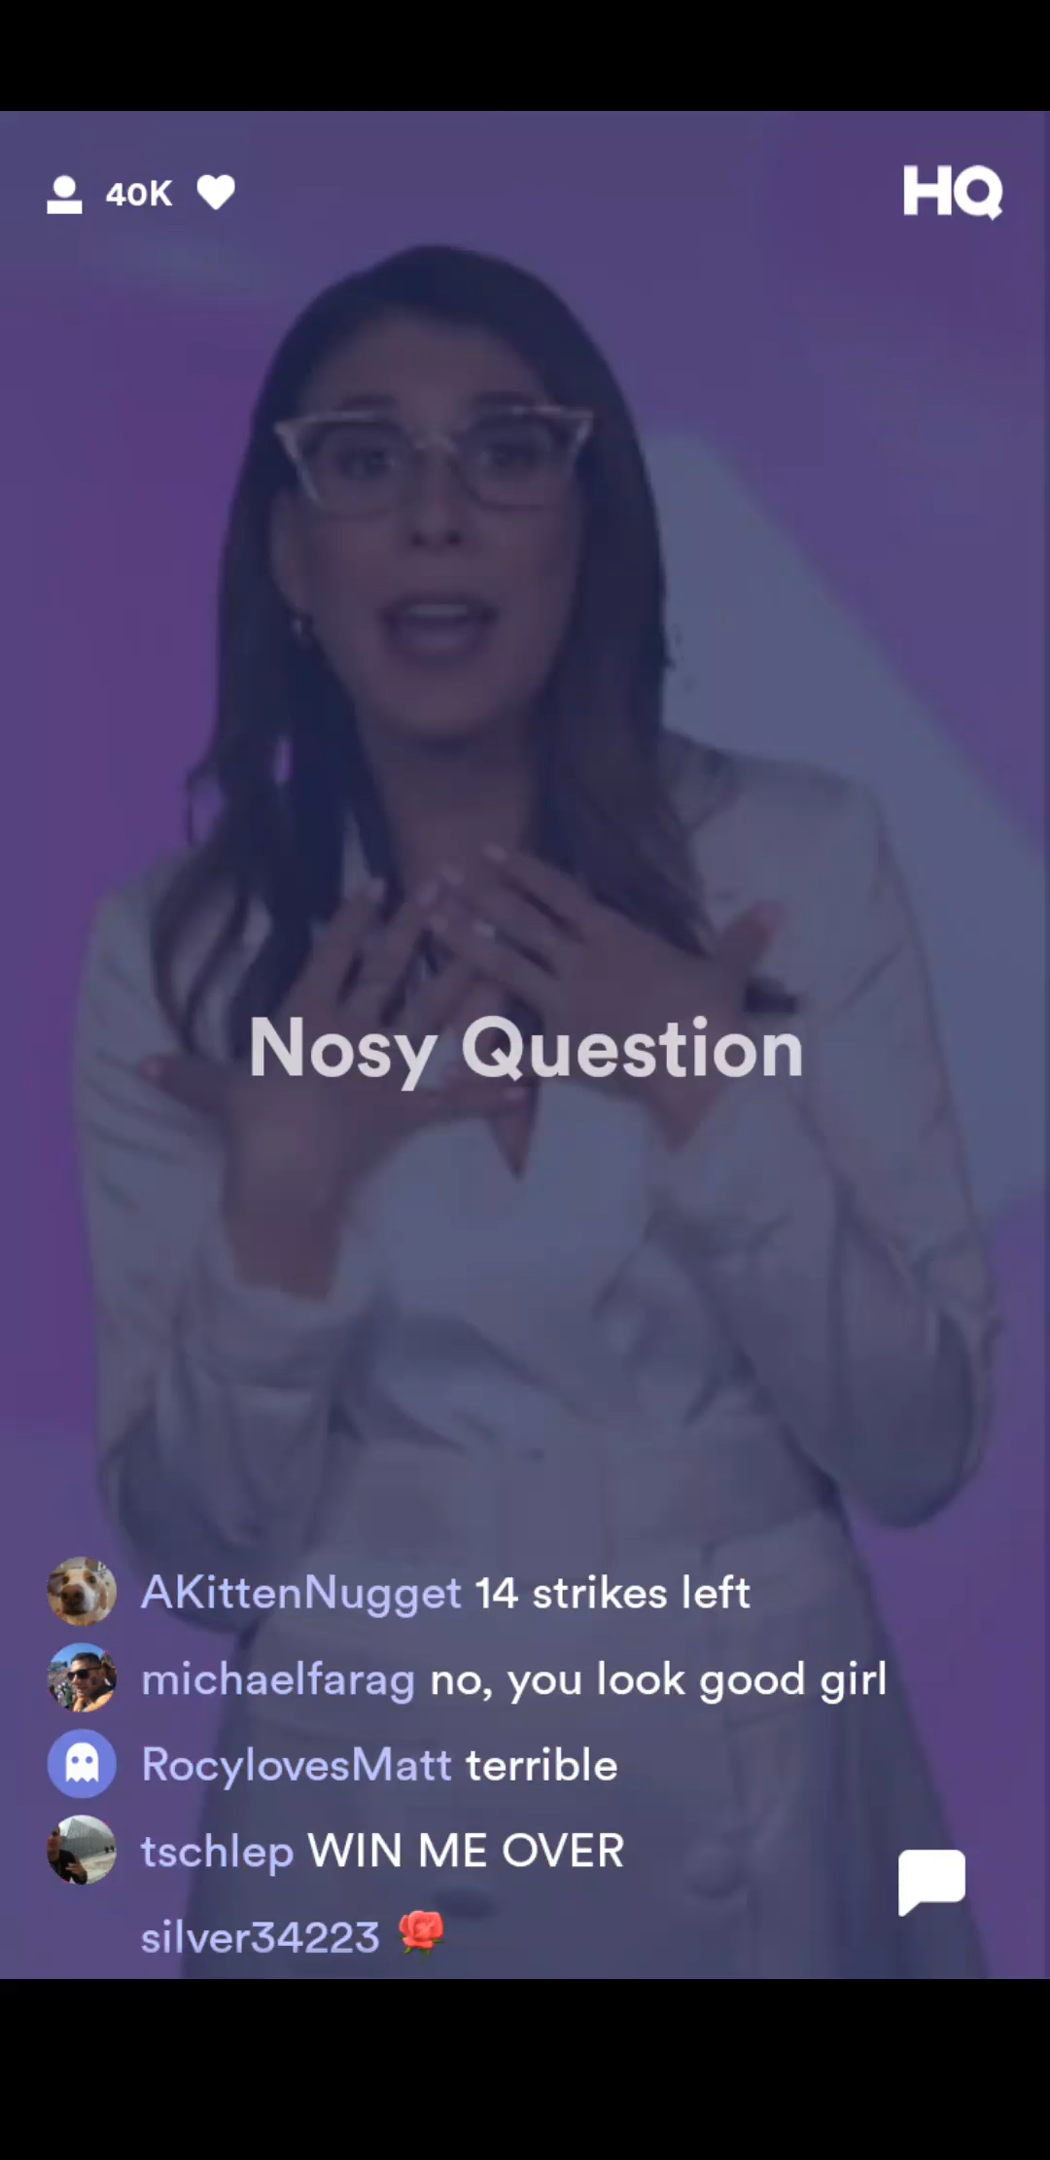 40K
HQ
Nosy Question
AKittenNugget 14 strikes left
michaelfarag no, you look good girl
RocylovesMatt terrible
tschlep WIN ME OVER
silver34223 🌹